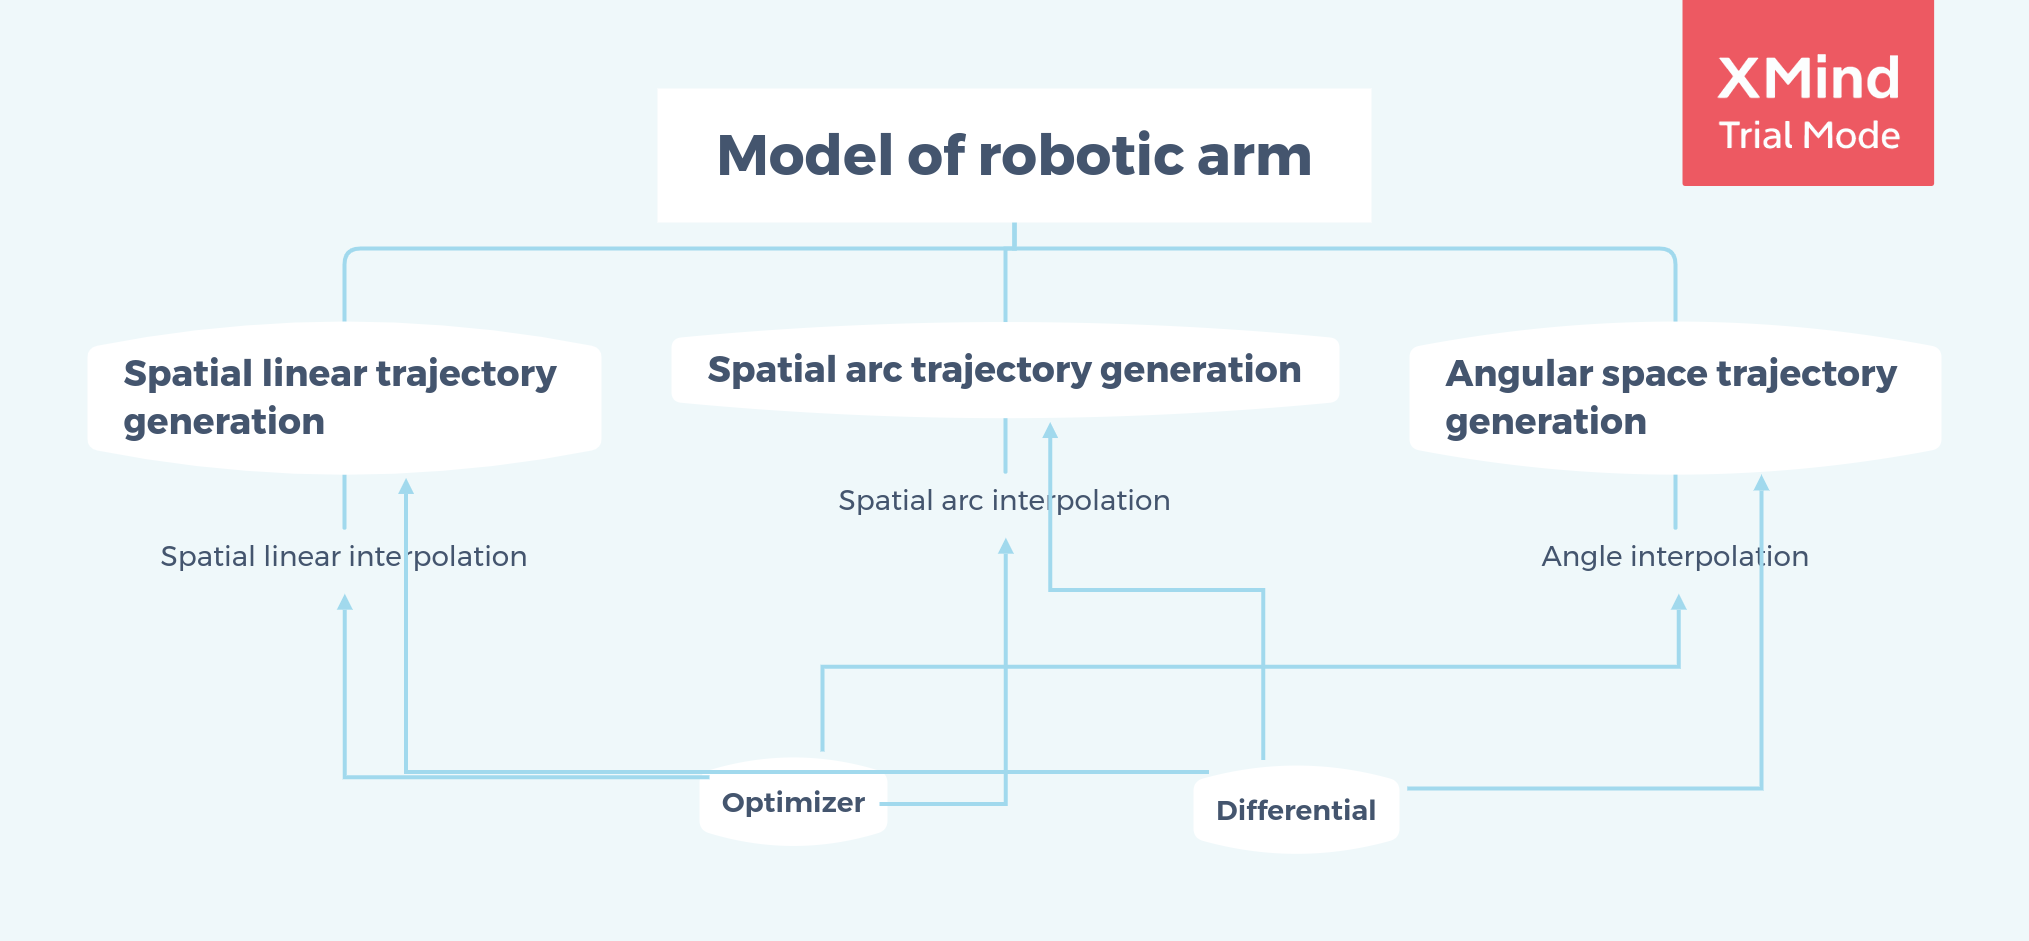 XMind
Trial Mode
Model of robotic arm
Spatial linear trajectory
generation
Spatial arc trajectory generation
Angular space trajectory
generation
Spatial arc interpolation
Spatial linear interpolation
Angle interpolation
Optimizer
Differential